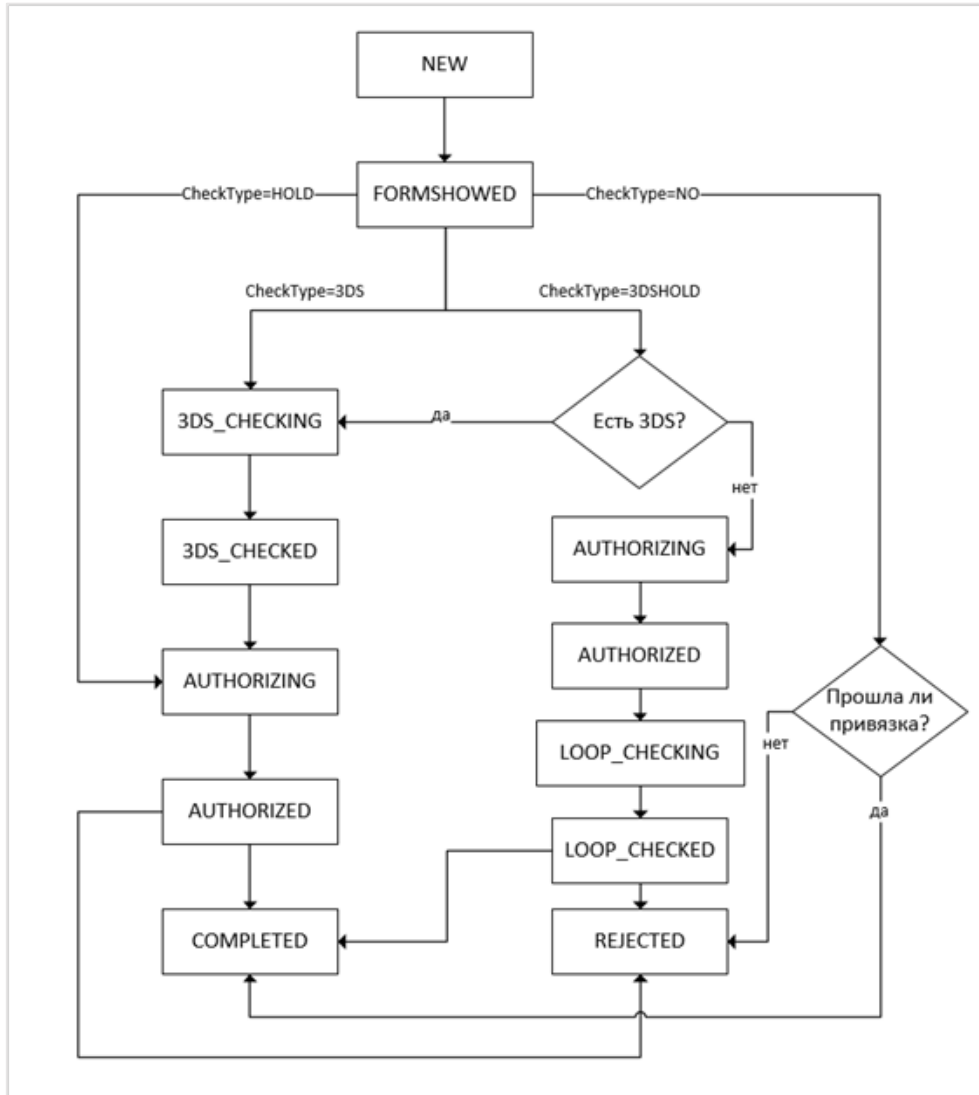 NEW
FORMSHOWED
CheckType=HOLD
CheckType=NO
CheckType=3DS
CheckType=3DSHOLD
3DS_CHECKING
да
Есть 3DS?
нет
3DS_CHECKED
AUTHORIZING
AUTHORIZED
AUTHORIZING
Прошла ли
привязка?
нет
LOOP_CHECKING
AUTHORIZED
да
LOOP_CHECKED
COMPLETED
REJECTED